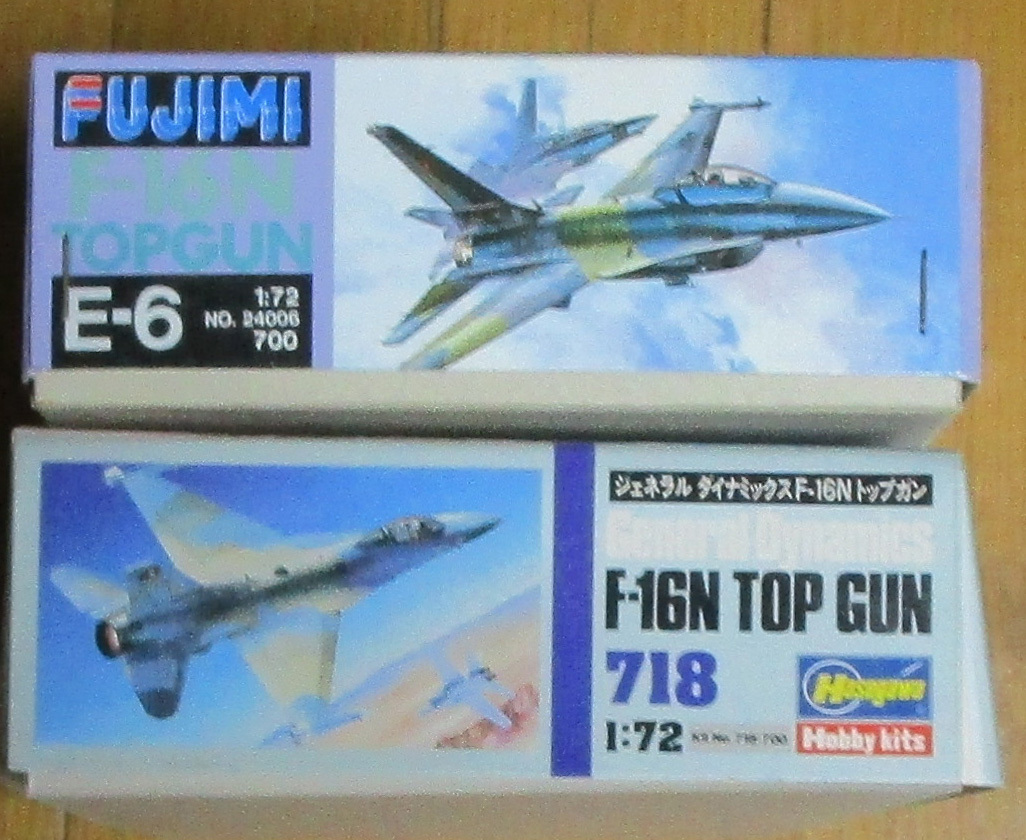 FUJIMI
F-16N
TOPGUN
E-6
1:72
NO. 24006
700
ジェネラル ダイナミックスF-16Nトップガン
General Dynamics
F-16N TOP GUN
718
1:72
Hasegawa
Hobby kits